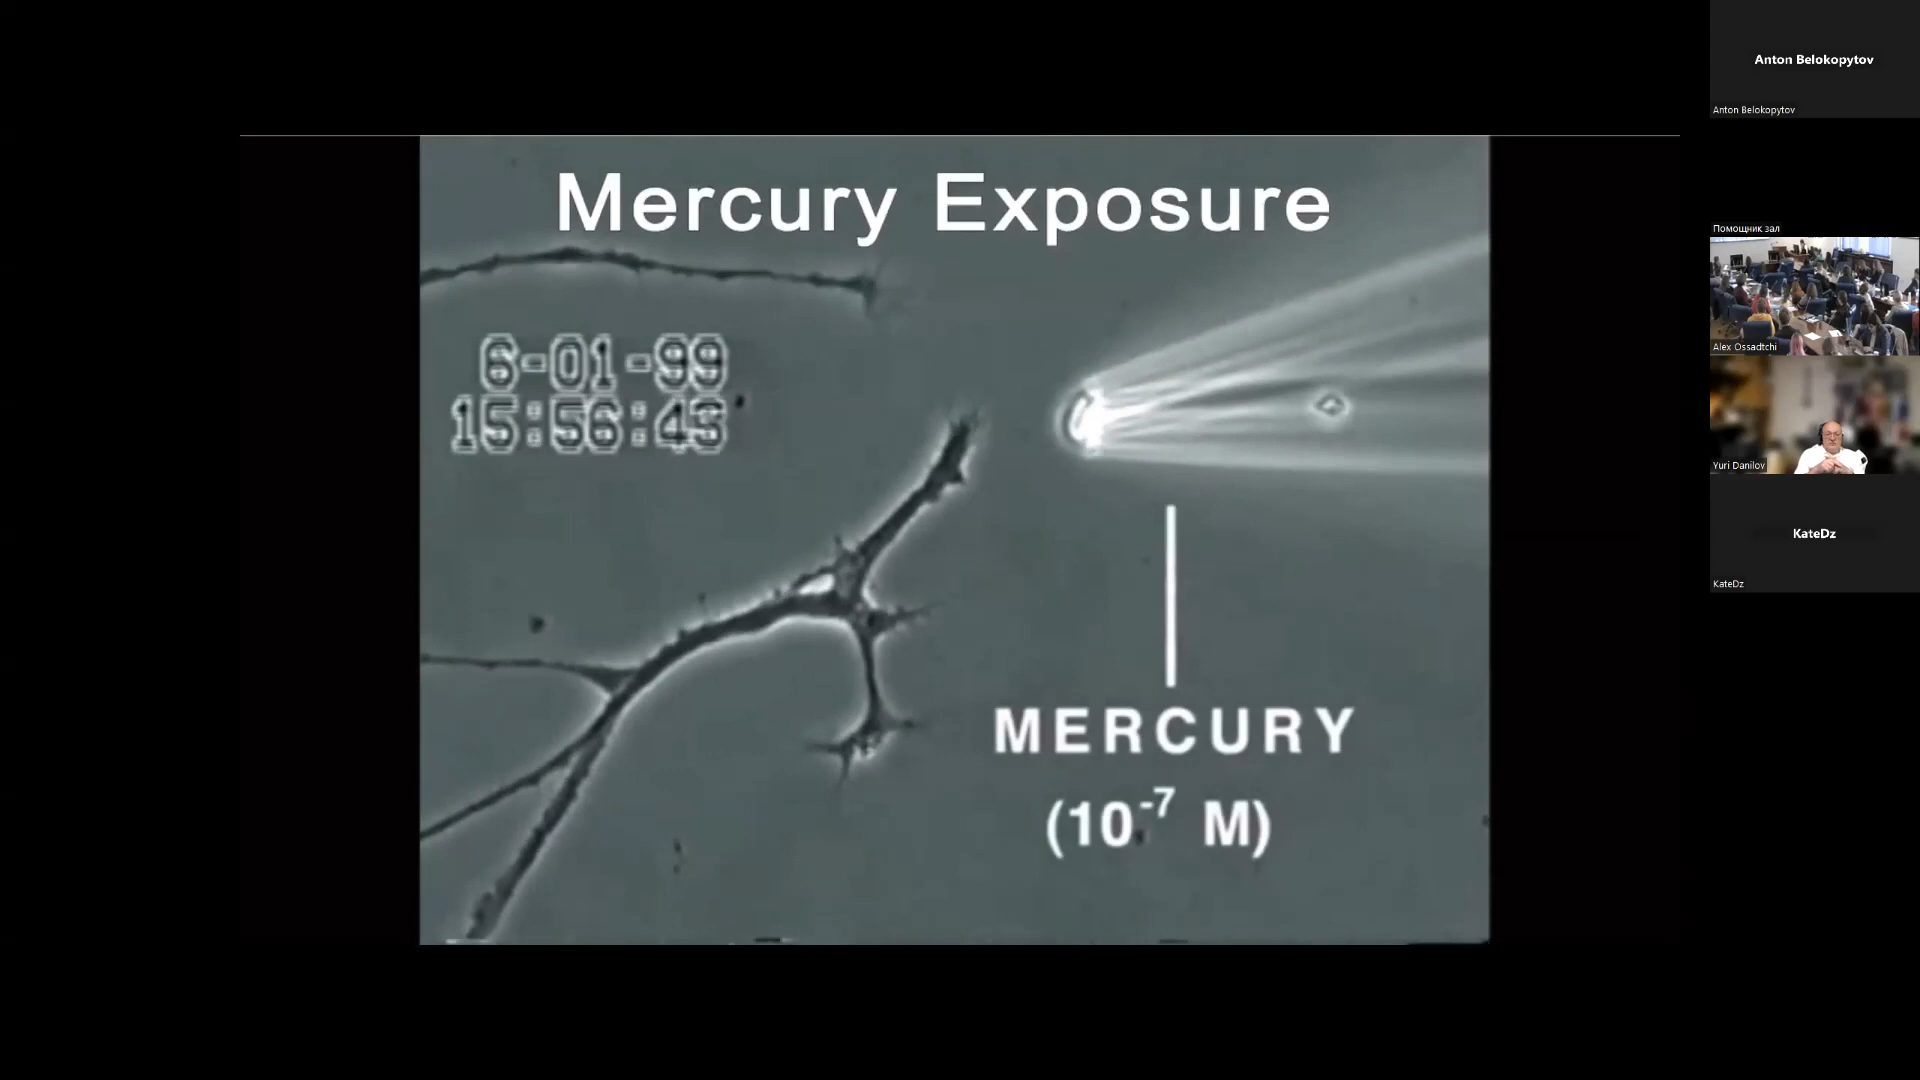 Mercury Exposure
6-01-99
15:56:43
MERCURY
(10⁻⁷ M)
Anton Belokopytov
Anton Belokopytov
Помощник зал
Alex Ossadtchi
Yuri Danilov
KateDz
KateDz